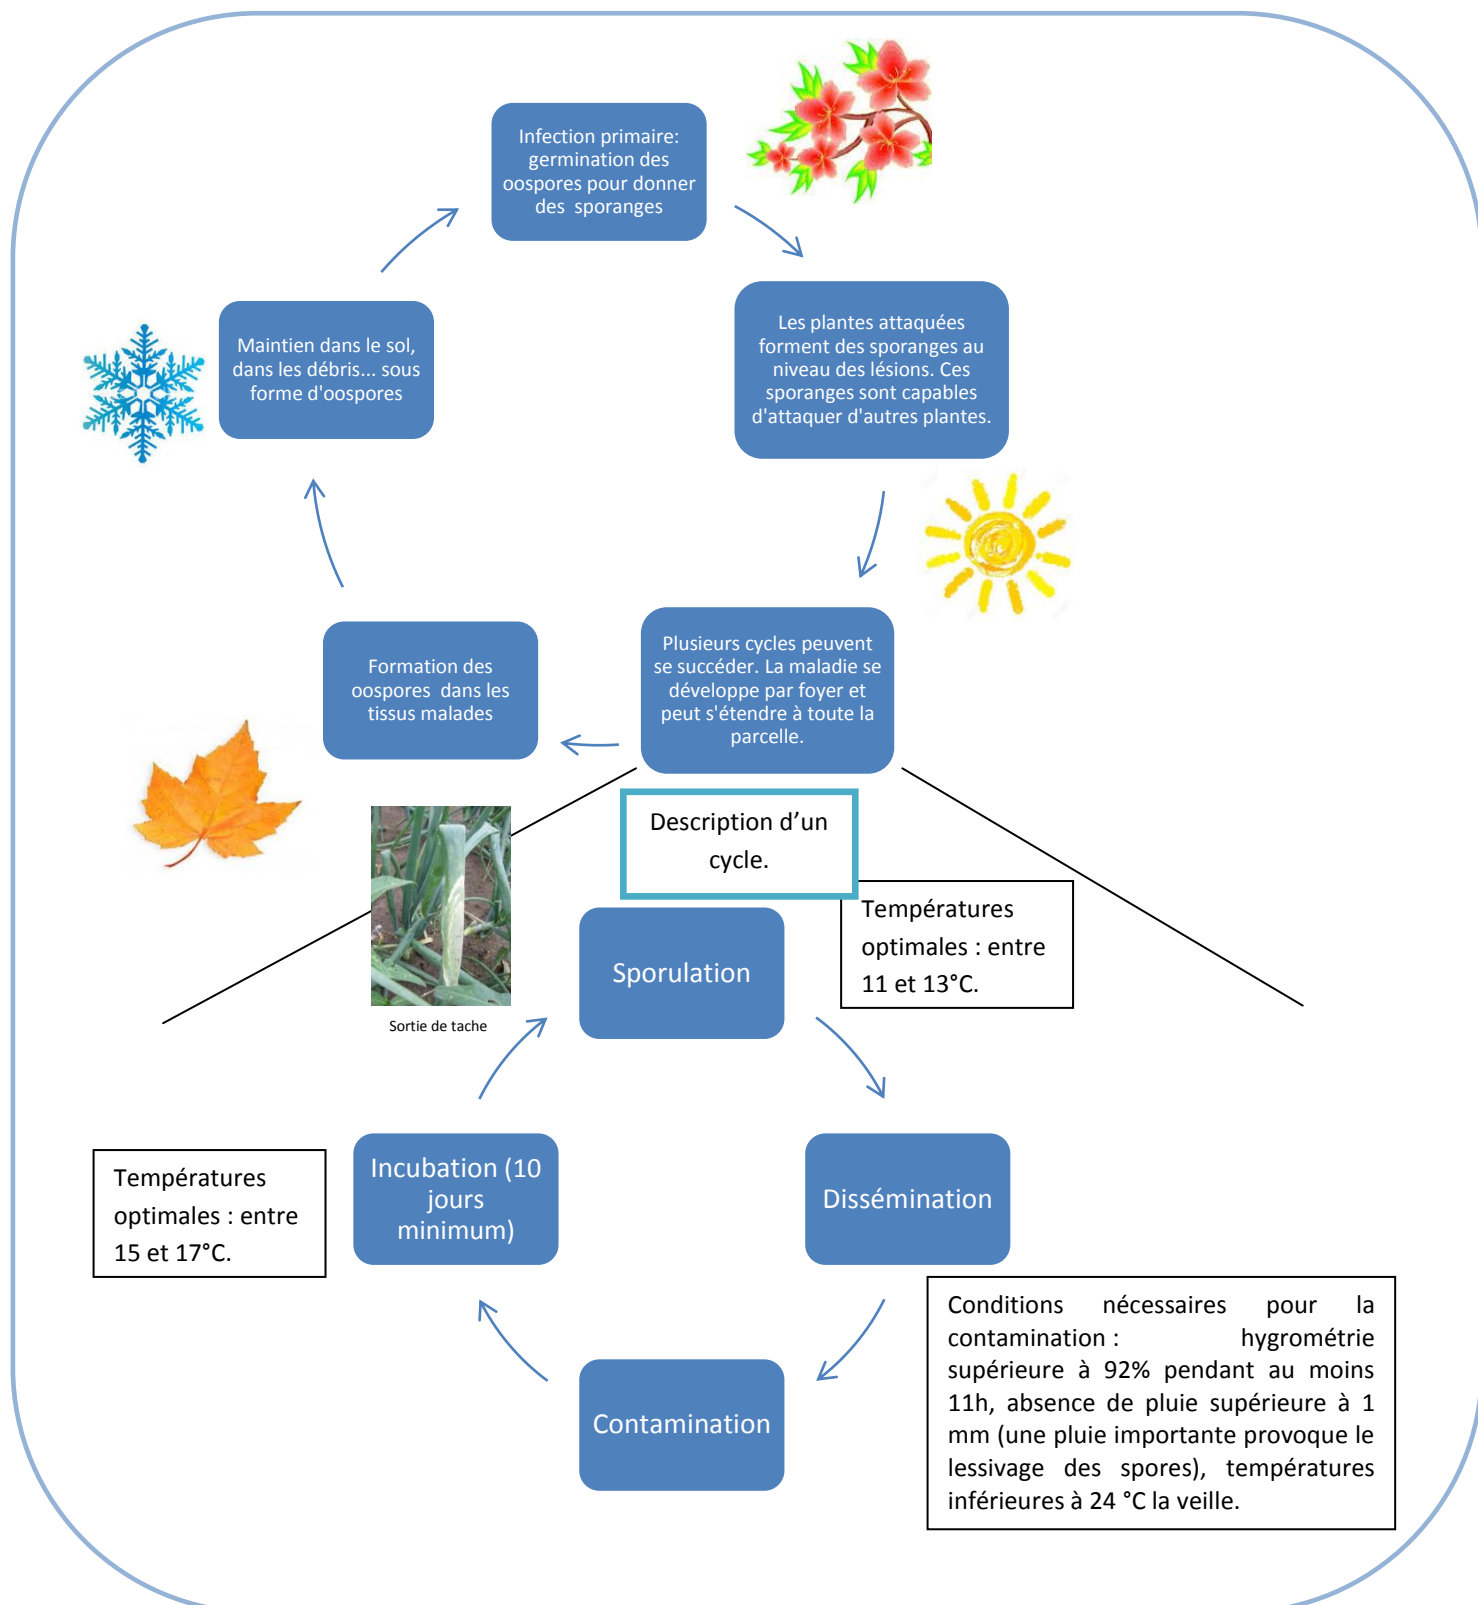 Infection primaire:
germination des
oospores pour donner
des sporanges
Les plantes attaquées
forment des sporanges au
niveau des lésions. Ces
sporanges sont capables
d'attaquer d'autres plantes.
Maintien dans le sol,
dans les débris... sous
forme d'oospores
Plusieurs cycles peuvent
se succéder. La maladie se
développe par foyer et
peut s'étendre à toute la
parcelle.
Formation des
oospores dans les
tissus malades
Description d’un
cycle.
Températures
optimales : entre
11 et 13°C.
Sporulation
Sortie de tache
Incubation (10
jours
minimum)
Températures
optimales : entre
15 et 17°C.
Dissémination
Conditions nécessaires pour la
contamination : hygrométrie
supérieure à 92% pendant au moins
11h, absence de pluie supérieure à 1
mm (une pluie importante provoque le
lessivage des spores), températures
inférieures à 24 °C la veille.
Contamination